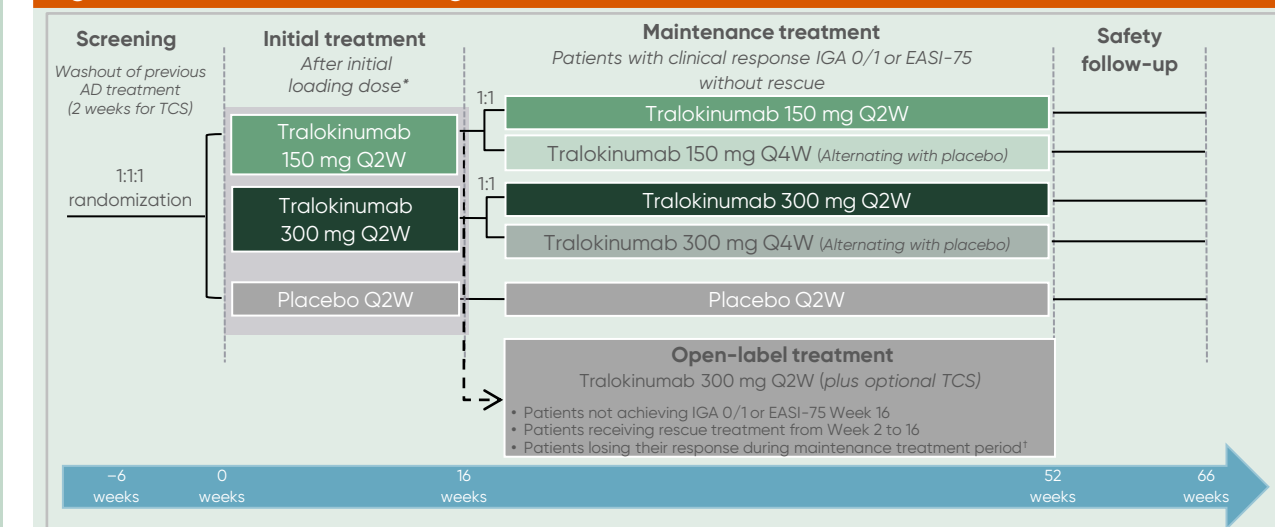 Screening
Washout of previous
AD treatment
(2 weeks for TCS)
1:1:1
randomization
Initial treatment
After initial
loading dose*
Tralokinumab
150 mg Q2W
Tralokinumab
300 mg Q2W
Placebo Q2W
Maintenance treatment
Patients with clinical response IGA 0/1 or EASI-75
without rescue
1:1
Tralokinumab 150 mg Q2W
Tralokinumab 150 mg Q4W (Alternating with placebo)
1:1
Tralokinumab 300 mg Q2W
Tralokinumab 300 mg Q4W (Alternating with placebo)
Placebo Q2W
Open-label treatment
Tralokinumab 300 mg Q2W (plus optional TCS)
• Patients not achieving IGA 0/1 or EASI-75 Week 16
• Patients receiving rescue treatment from Week 2 to 16
• Patients losing their response during maintenance treatment period†
Safety
follow-up
–6
weeks
0
weeks
16
weeks
52
weeks
66
weeks